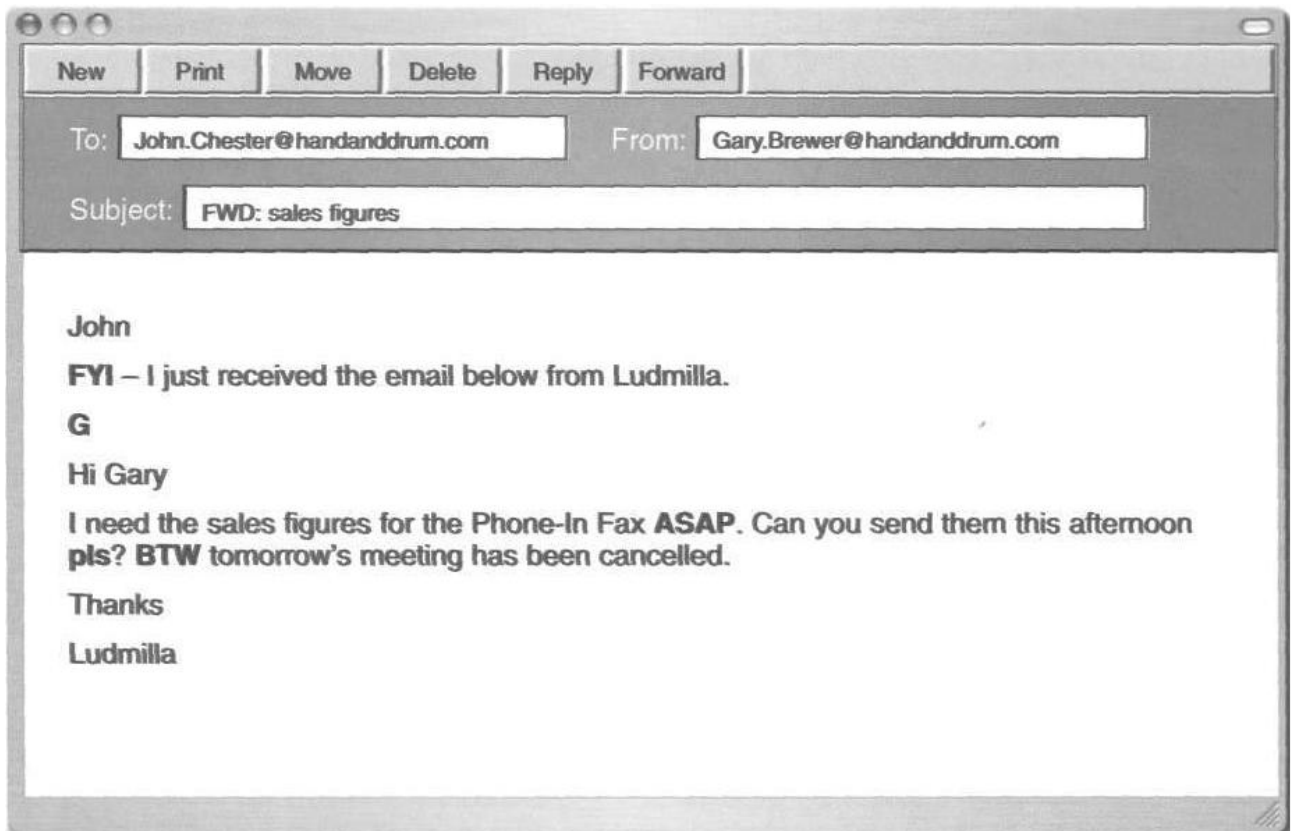 New Print Move Delete Reply Forward
To: John.Chester@handanddrum.com From: Gary.Brewer@handanddrum.com
Subject: FWD: sales figures
John
FYI – I just received the email below from Ludmilla.
G
Hi Gary
I need the sales figures for the Phone-In Fax ASAP. Can you send them this afternoon
pls? BTW tomorrow's meeting has been cancelled.
Thanks
Ludmilla